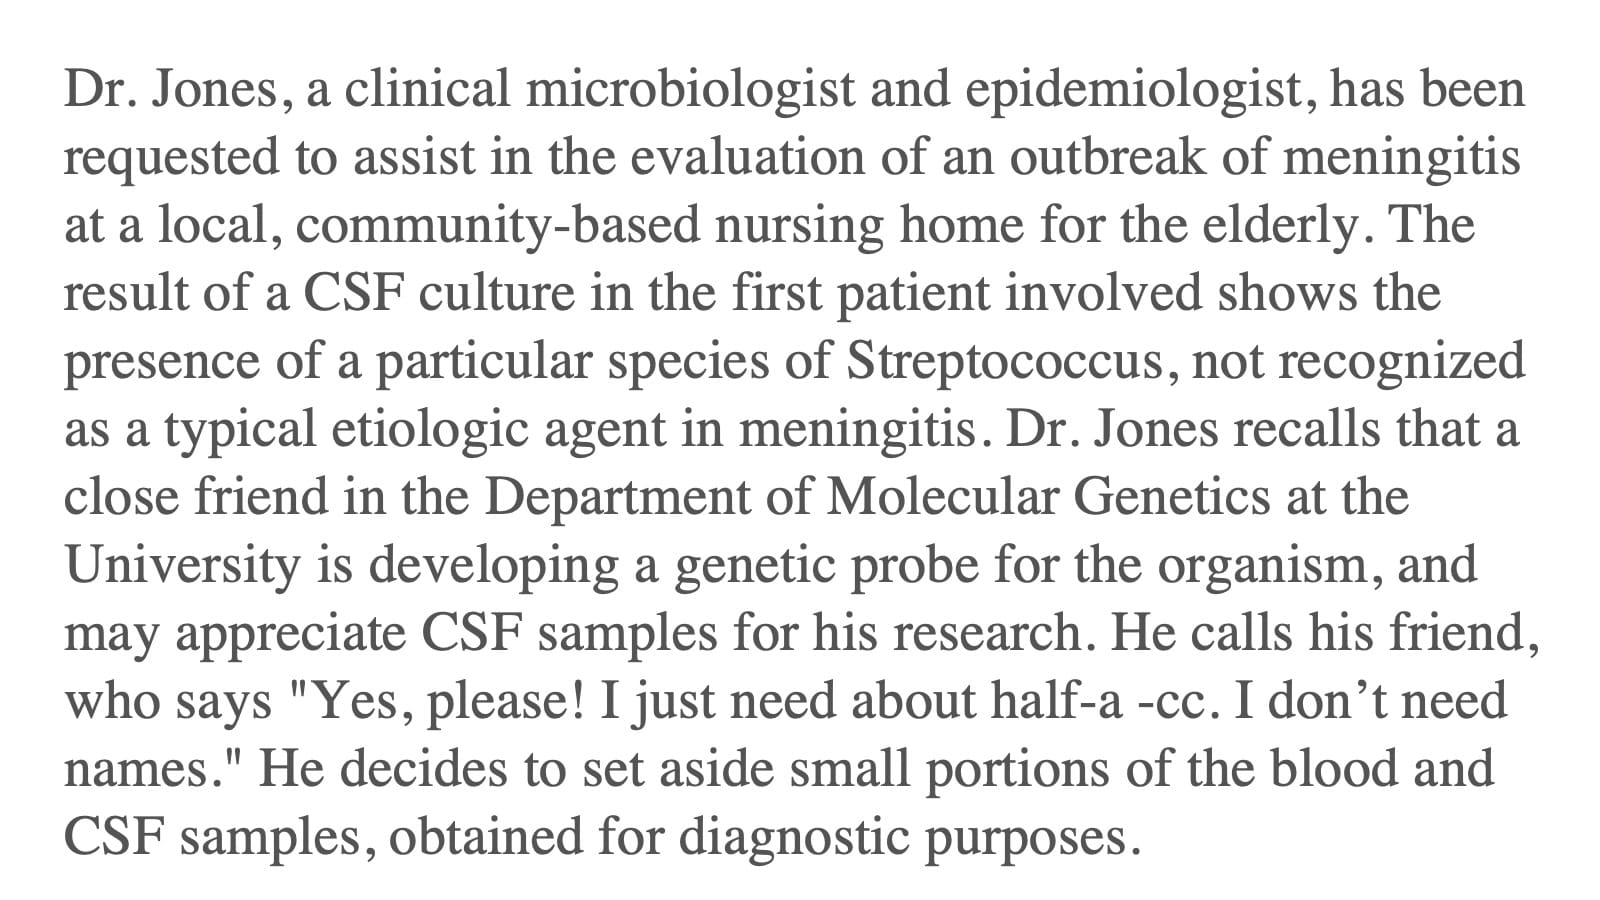 Dr. Jones, a clinical microbiologist and epidemiologist, has been
requested to assist in the evaluation of an outbreak of meningitis
at a local, community-based nursing home for the elderly. The
result of a CSF culture in the first patient involved shows the
presence of a particular species of Streptococcus, not recognized
as a typical etiologic agent in meningitis. Dr. Jones recalls that a
close friend in the Department of Molecular Genetics at the
University is developing a genetic probe for the organism, and
may appreciate CSF samples for his research. He calls his friend,
who says "Yes, please! I just need about half-a -cc. I don’t need
names." He decides to set aside small portions of the blood and
CSF samples, obtained for diagnostic purposes.